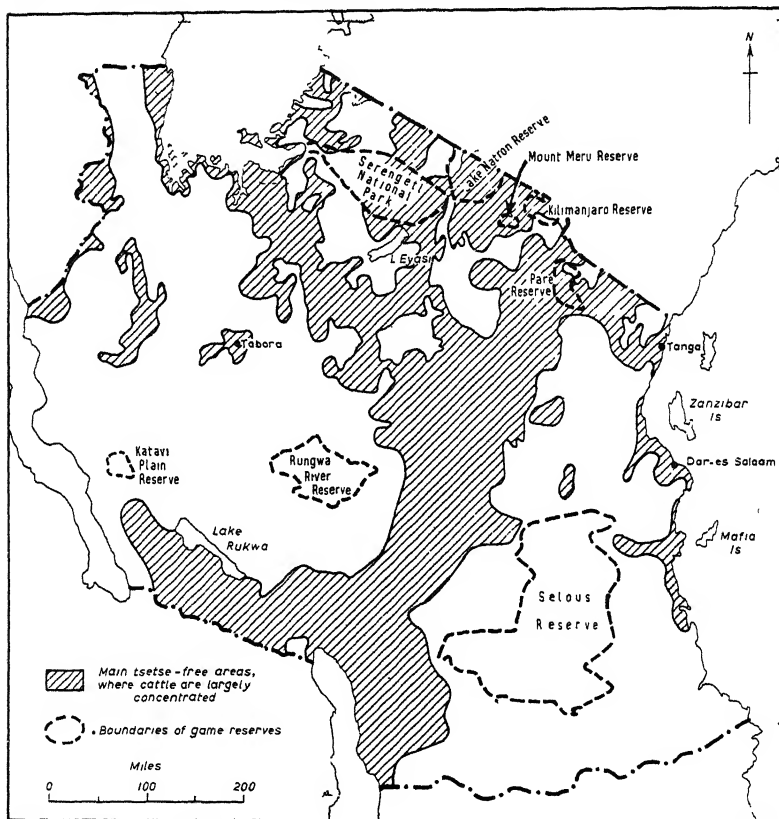 N
Lake Natron Reserve
Mount Meru Reserve
Serengeti
National
Park
Kilimanjaro Reserve
L Eyasi
Pare
Reserve
Tabora
Tanga
Zanzibar
Is
Katavi
Plain
Reserve
Rungwa
River
Reserve
Dar-es Salaam
Lake
Rukwa
Mafia
Is
Selous
Reserve
Main tsetse-free areas,
where cattle are largely
concentrated
Boundaries of game reserves
Miles
0 100 200